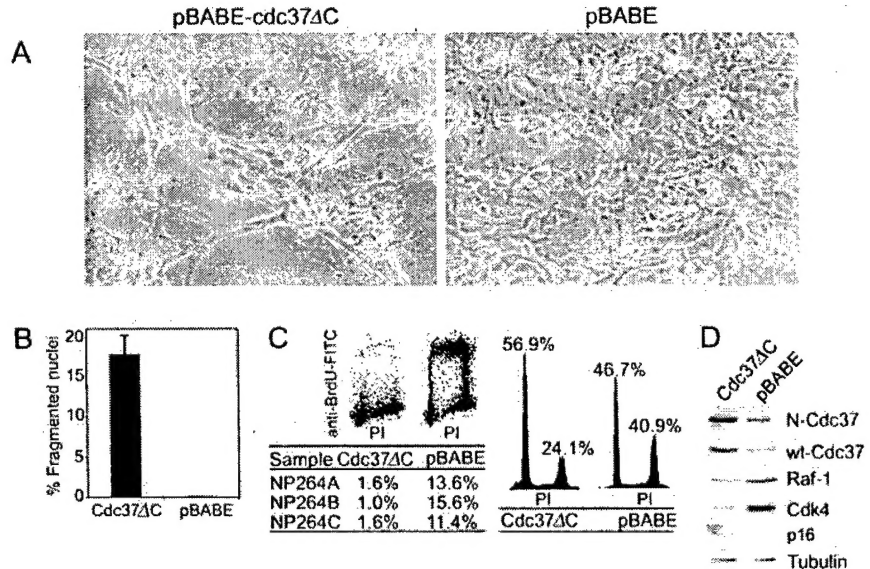 pBABE-cdc37ΔC
pBABE
A
B
% Fragmented nuclei
20
15
10
5
0
Cdc37ΔC pBABE
C
anti-BrdU-FITC
PI PI
Sample Cdc37ΔC pBABE
NP264A 1.6% 13.6%
NP264B 1.0% 15.6%
NP264C 1.6% 11.4%
56.9%
24.1%
46.7%
40.9%
PI PI
Cdc37ΔC pBABE
D
Cdc37ΔC
pBABE
N-Cdc37
wt-Cdc37
Raf-1
Cdk4
p16
Tubulin